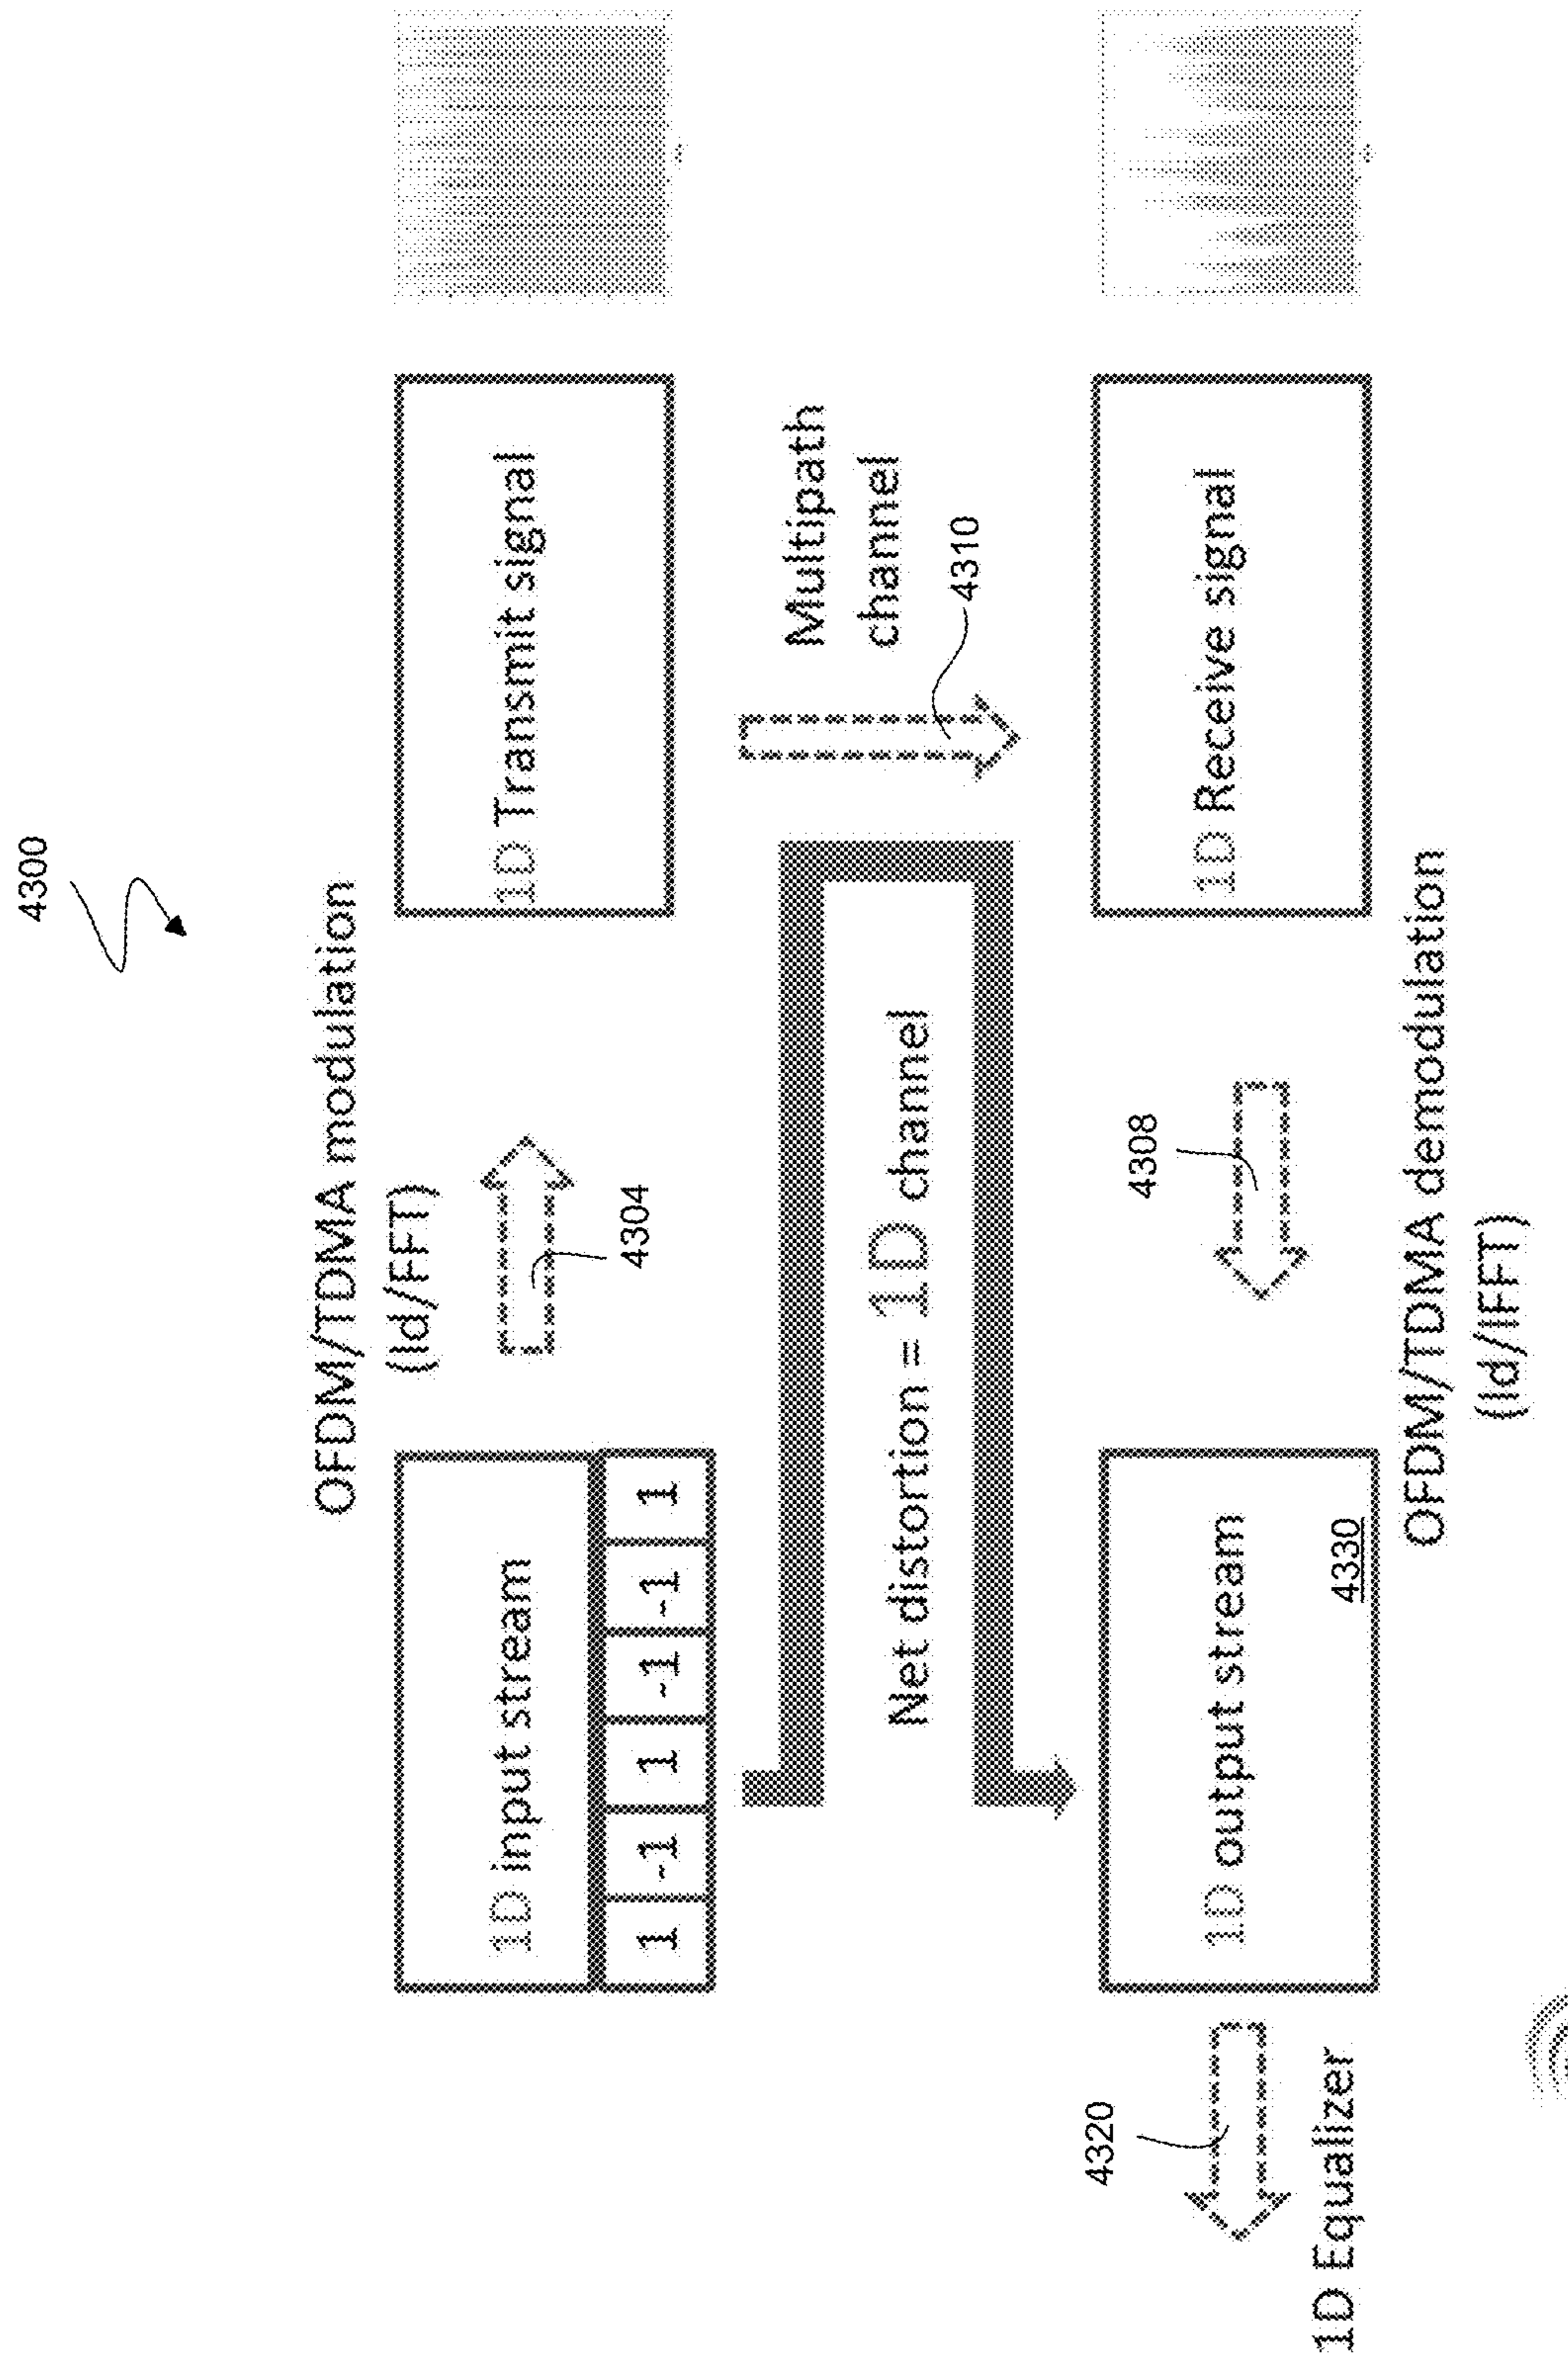 4300
OFDM/TDMA modulation
(Id/FFT)
1D input stream
1 -1 1 -1 -1 1
4304
1D Transmit signal
Multipath
channel
4310
Net distortion = 1D channel
4308
1D Receive signal
1D output stream
4330
4320
1D Equalizer
OFDM/TDMA demodulation
(Id/IFFT)